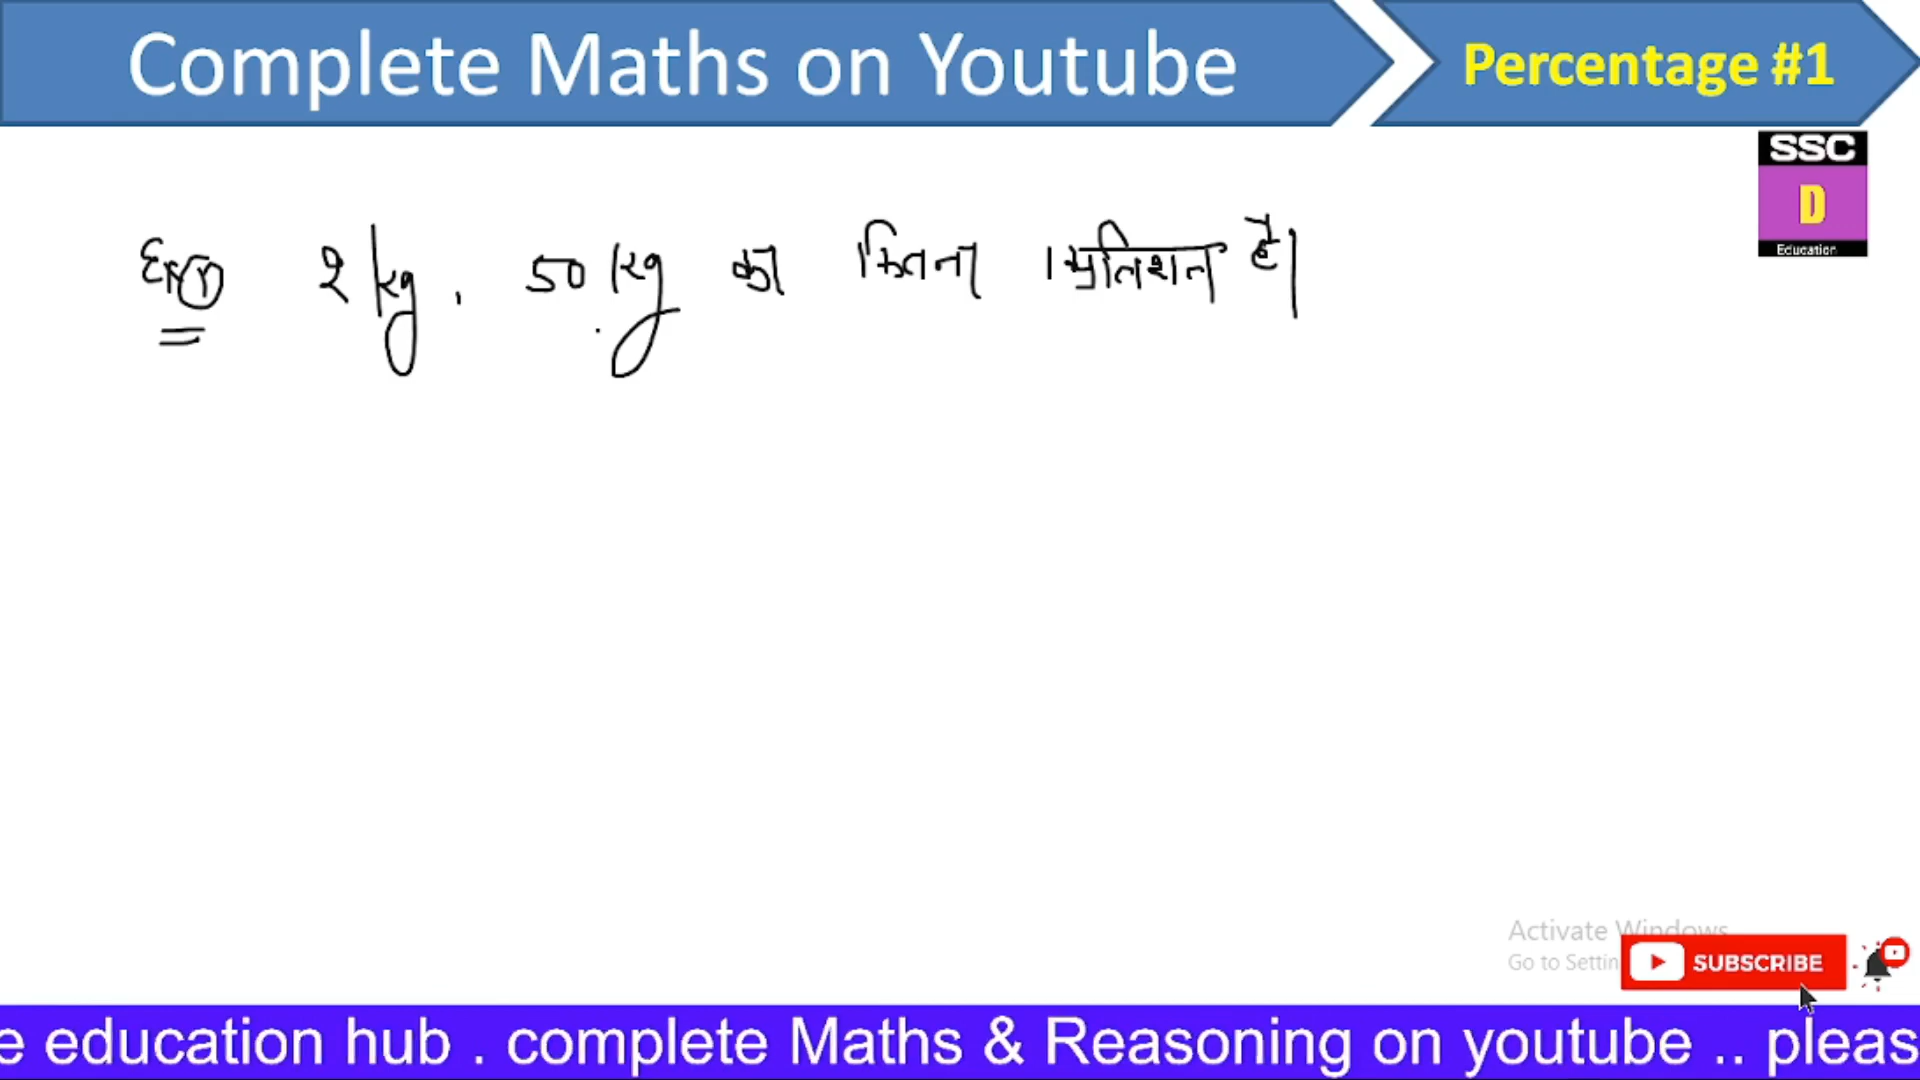 Complete Maths on Youtube
Percentage #1
SSC
D
Education
2 kg . 50 kg का कितना प्रतिशत है।
Activate Windows
Go to Settin
SUBSCRIBE
e education hub . complete Maths & Reasoning on youtube .. pleas